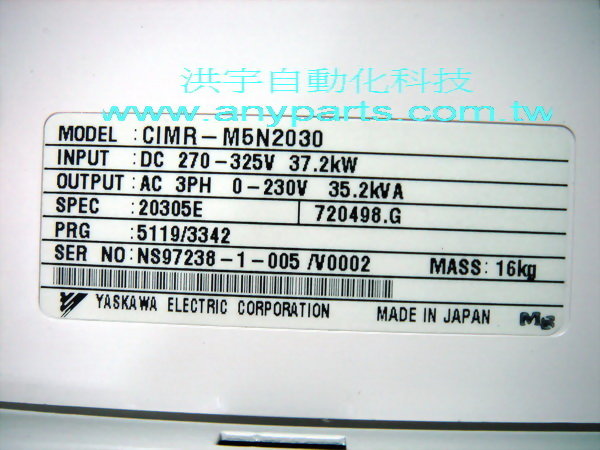 洪宇自動化科技
www.anyparts.com.tw
MODEL : CIMR-M5N2030
INPUT : DC 270-325V 37.2kW
OUTPUT : AC 3PH 0-230V 35.2kVA
SPEC : 20305E 720498.G
PRG : 5119/3342
SER NO : NS97238-1-005 /V0002 MASS : 16kg
YASKAWA ELECTRIC CORPORATION MADE IN JAPAN